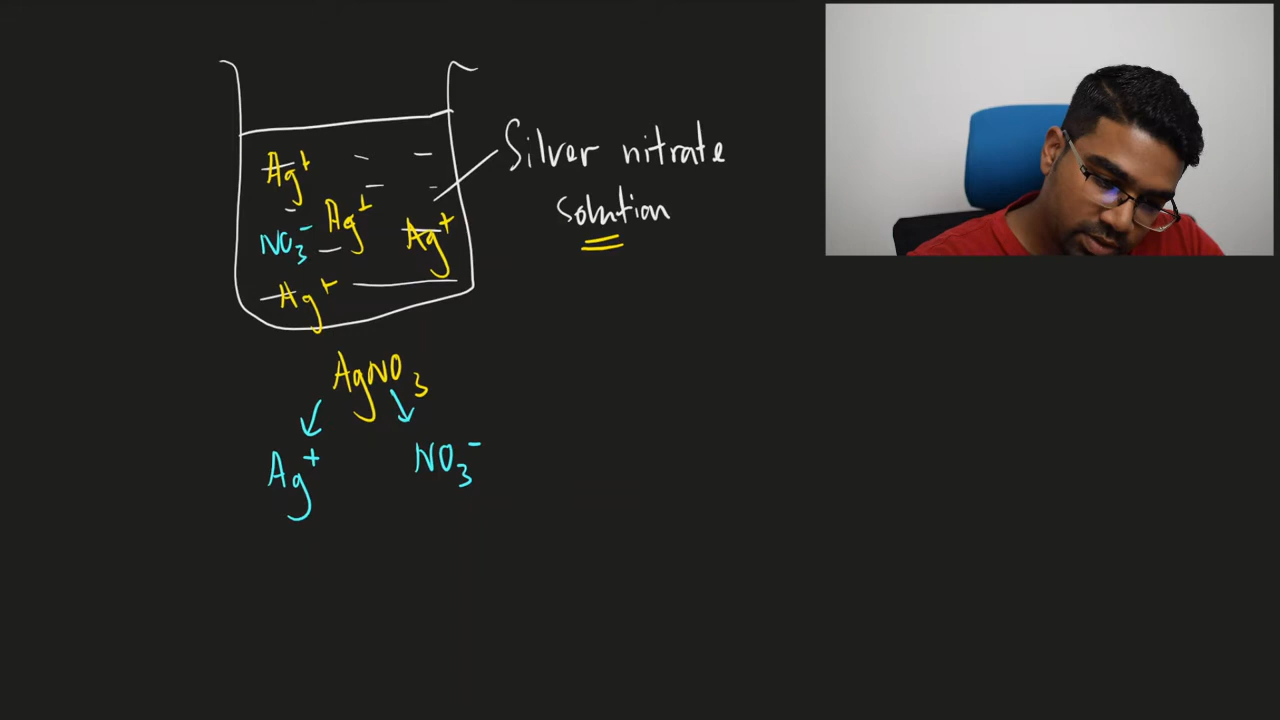 Silver nitrate
solution
Ag⁺
Ag⁺
NO₃⁻
Ag⁺
Ag⁺
AgNO₃
Ag⁺
NO₃⁻